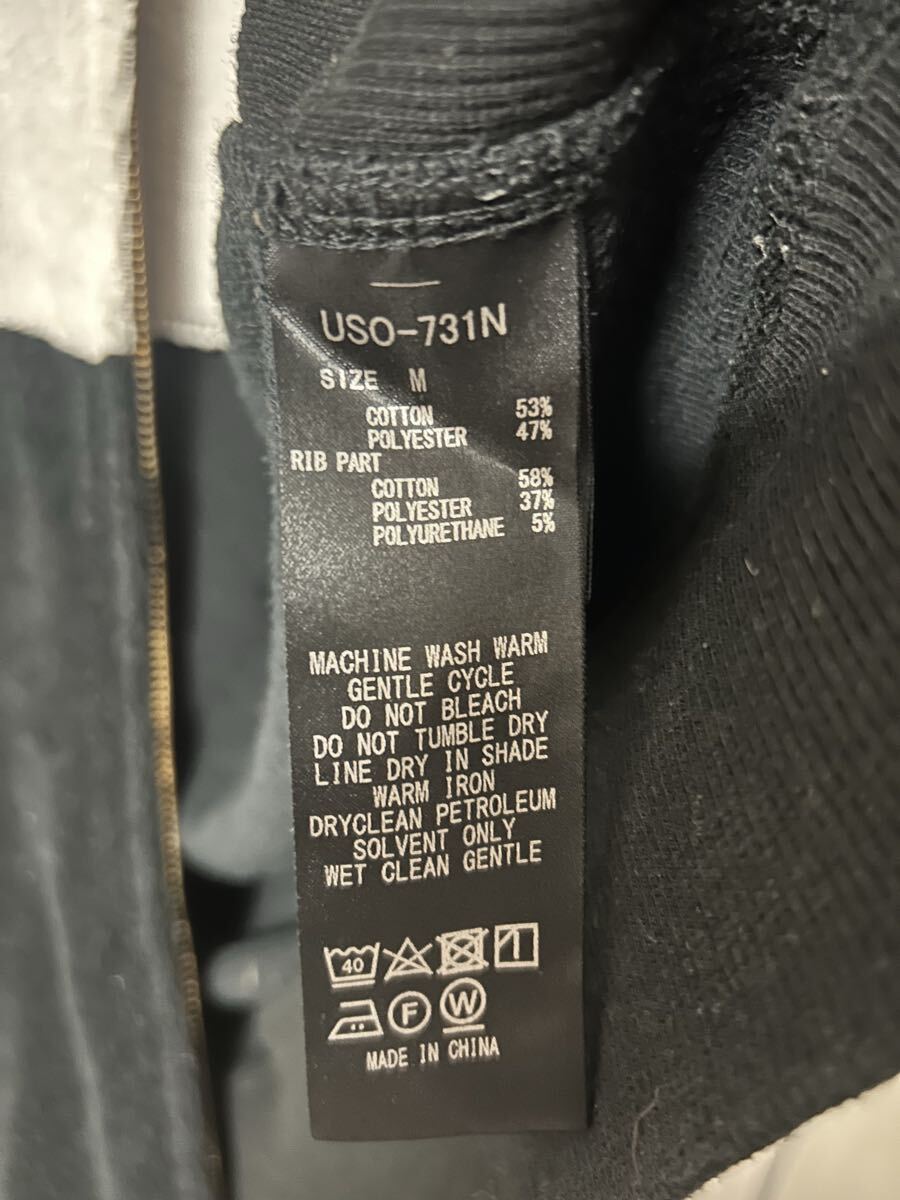 USO-731N
SIZE M
COTTON 53%
POLYESTER 47%
RIB PART
COTTON 58%
POLYESTER 37%
POLYURETHANE 5%
MACHINE WASH WARM
GENTLE CYCLE
DO NOT BLEACH
DO NOT TUMBLE DRY
LINE DRY IN SHADE
WARM IRON
DRYCLEAN PETROLEUM
SOLVENT ONLY
WET CLEAN GENTLE
40
F W
MADE IN CHINA